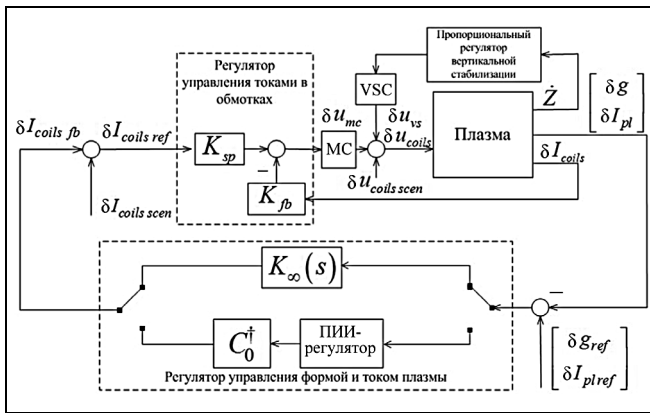 Регулятор
управления токами в
обмотках
Пропорциональный
регулятор
вертикальной
стабилизации
VSC
δu_mc
δu_vs
δu_coils
Ż
[δg
δI_pl]
δI_coils fb
δI_coils ref
K_sp
−
MC
Плазма
δI_coils
δI_coils scen
K_fb
δu_coils scen
K_∞(s)
−
C_0^†
ПИИ-
регулятор
Регулятор управления формой и током плазмы
[δg_ref
δI_pl ref]